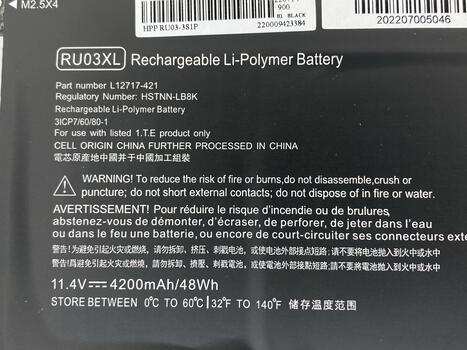 ◀ M2.5X4
HPP RU03-3S1P
900
B1 BLACK
220009423384
202207005046
RU03XL Rechargeable Li-Polymer Battery
Part number L12717-421
Regulatory Number: HSTNN-LB8K
Rechargeable Li-Polymer Battery
3ICP7/60/80-1
For use with listed 1.T.E product only
CELL ORIGIN CHINA FURTHER PROCESSED IN CHINA
電芯原産地中國并于中國加工組裝
WARNING! To reduce the risk of fire or burns,do not disassemble,crush or
puncture; do not short external contacts; do not dispose of in fire or water.
AVERTISSEMENT! Pour réduire le risque d'incendie ou de brulures,
abstenez-vous de démonter, d'écraser, de perforer, de jeter dans l'eau
ou dans le feu une batterie, ou encore de court-circuiter ses connecteurs exter
警告!为避免引起火灾或燃烧，请勿拆卸、挤压、刺戳电池，或使电池外部接点短路；请不要将电池抛入到火中或水中
警告!爲避免引起火災或燃燒，請勿拆卸、擠壓、刺戳電池，或使電池外部接點短路；請不要將電池拋入到火中或水中
11.4V⎓ 4200mAh/48Wh
STORE BETWEEN 0℃ TO 60℃|32℉ TO 140℉ 储存温度范围